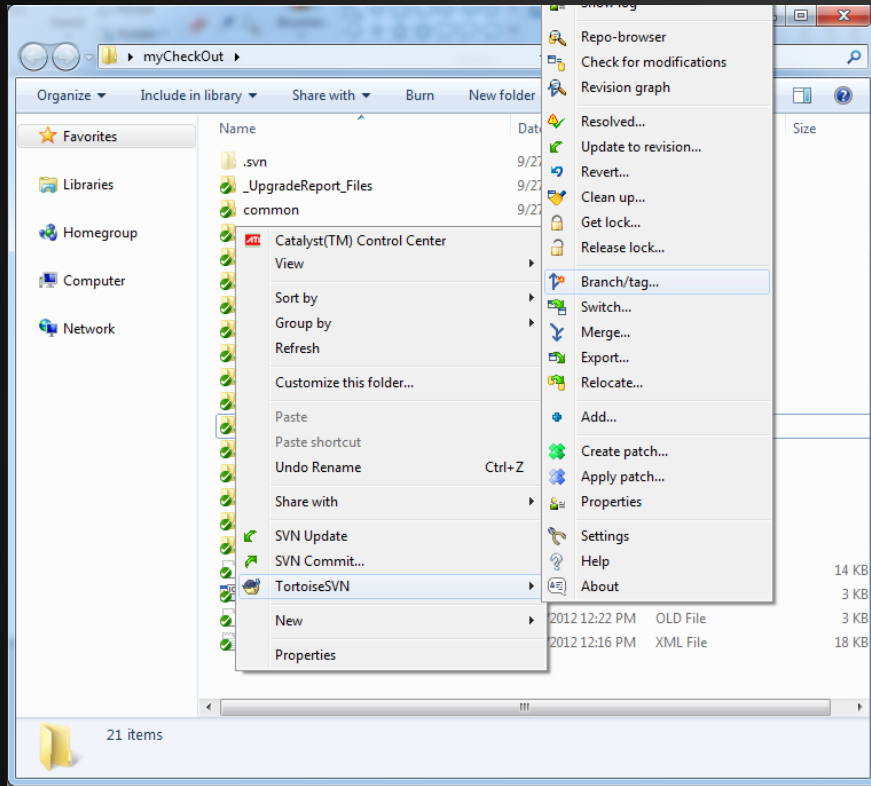 Show log
myCheckOut
Repo-browser
Check for modifications
Revision graph
Organize
Include in library
Share with
Burn
New folder
Name
Size
Favorites
Libraries
Homegroup
Computer
Network
.svn
9/27
_UpgradeReport_Files
9/27
common
9/27
Resolved...
Update to revision...
Revert...
Clean up...
Get lock...
Release lock...
Branch/tag...
Switch...
Merge...
Export...
Relocate...
Add...
Create patch...
Apply patch...
Properties
Settings
Help
About
ATI
Catalyst(TM) Control Center
View
Sort by
Group by
Refresh
Customize this folder...
Paste
Paste shortcut
Undo Rename Ctrl+Z
Share with
SVN Update
SVN Commit...
TortoiseSVN
New
Properties
14 KB
3 KB
/2012 12:22 PM OLD File 3 KB
/2012 12:16 PM XML File 18 KB
21 items